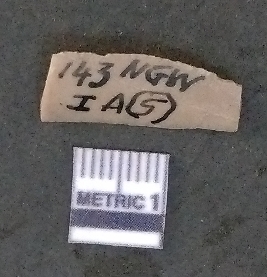 143 NGW
I A(5)
METRIC 1